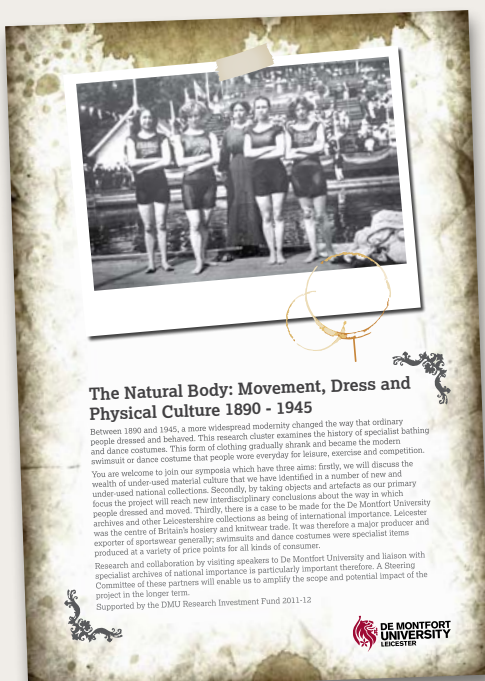 The Natural Body: Movement, Dress and
Physical Culture 1890 - 1945
Between 1890 and 1945, a more widespread modernity changed the way that ordinary
people dressed and behaved. This research cluster examines the history of specialist bathing
and dance costumes. This form of clothing gradually shrank and became the modern
swimsuit or dance costume that people wore everyday for leisure, exercise and competition.
You are welcome to join our symposia which have three aims: firstly, we will discuss the
wealth of under-used material culture that we have identified in a number of new and
under-used national collections. Secondly, by taking objects and artefacts as our primary
focus the project will reach new interdisciplinary conclusions about the way in which
people dressed and moved. Thirdly, there is a case to be made for the De Montfort University
archives and other Leicestershire collections as being of international importance. Leicester
was the centre of Britain's hosiery and knitwear trade. It was therefore a major producer and
exporter of sportswear generally; swimsuits and dance costumes were specialist items
produced at a variety of price points for all kinds of consumer.
Research and collaboration by visiting speakers to De Montfort University and liaison with
specialist archives of national importance is particularly important therefore. A Steering
Committee of these partners will enable us to amplify the scope and potential impact of the
project in the longer term.
Supported by the DMU Research Investment Fund 2011-12
DE MONTFORT
UNIVERSITY
LEICESTER